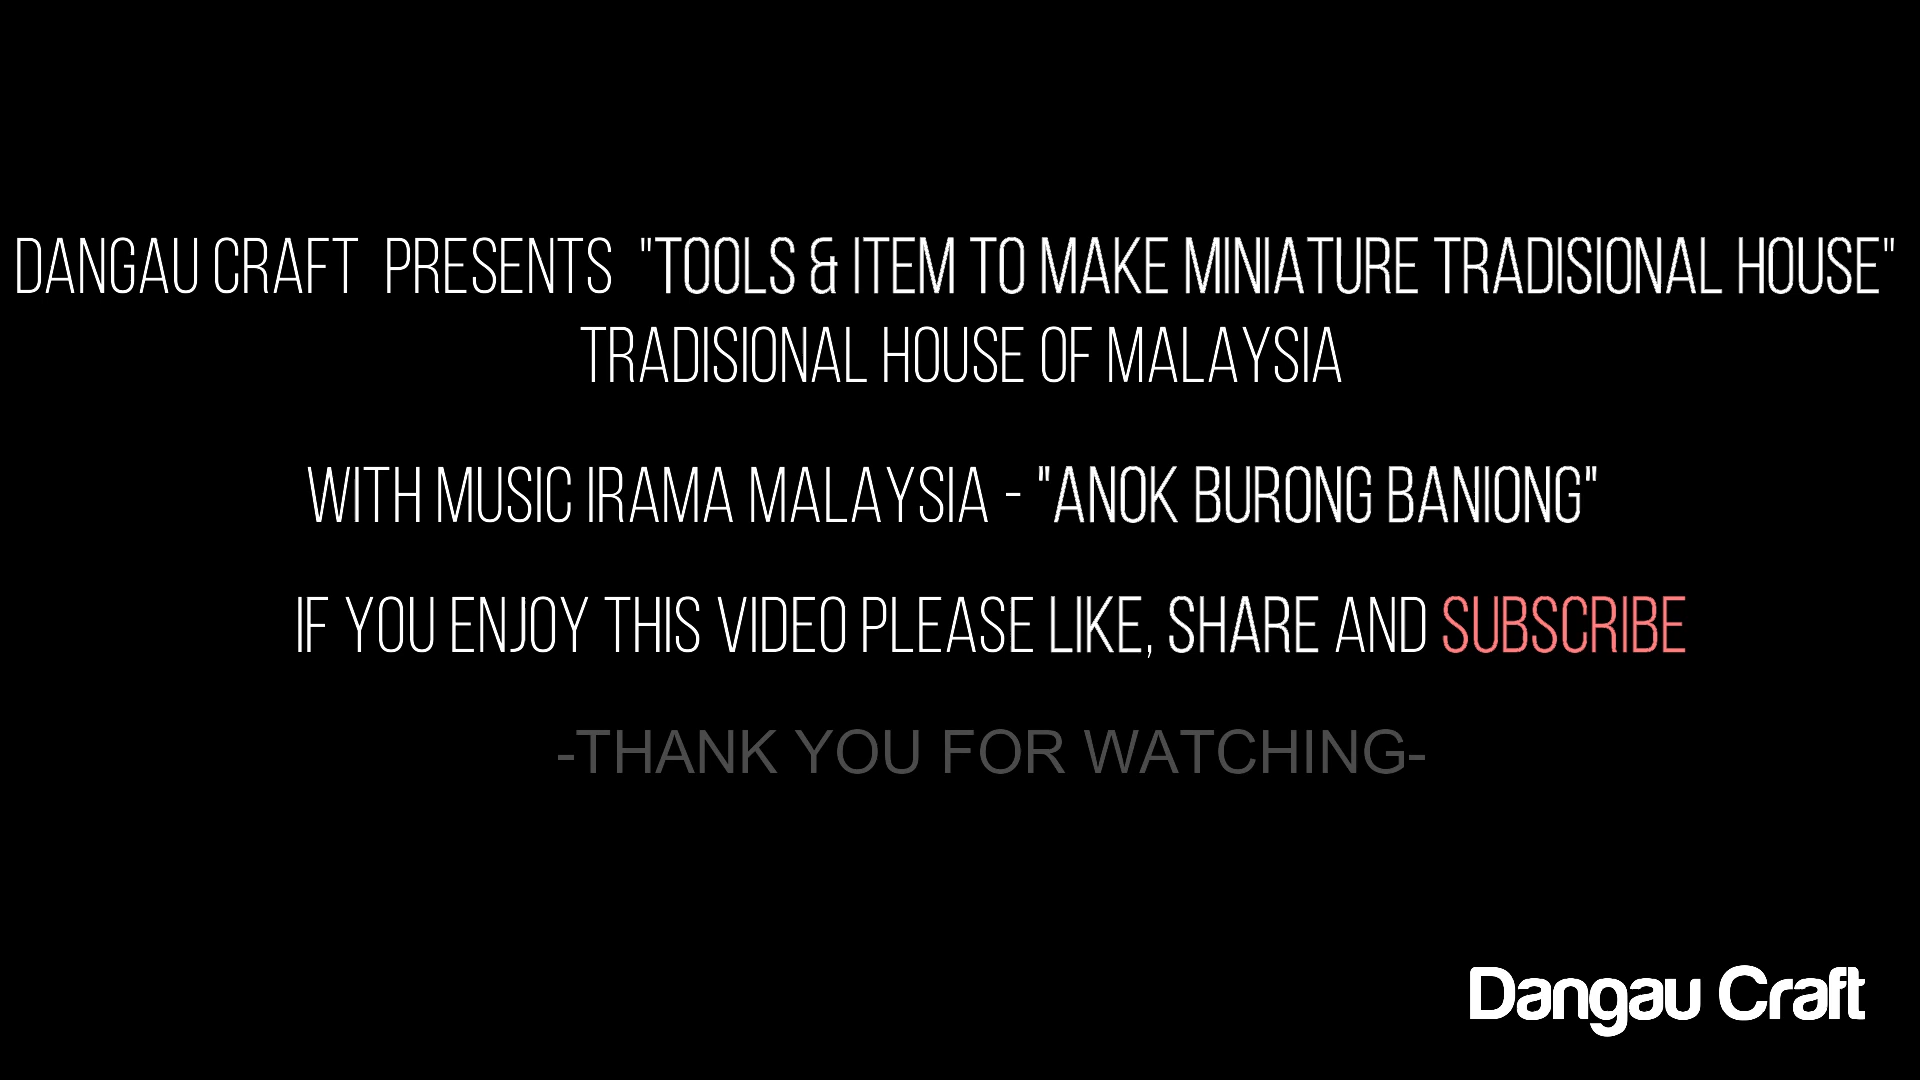 DANGAU CRAFT PRESENTS "TOOLS & ITEM TO MAKE MINIATURE TRADISIONAL HOUSE"
TRADISIONAL HOUSE OF MALAYSIA
WITH MUSIC IRAMA MALAYSIA - "ANOK BURONG BANIONG"
IF YOU ENJOY THIS VIDEO PLEASE LIKE, SHARE AND SUBSCRIBE
-THANK YOU FOR WATCHING-
Dangau Craft